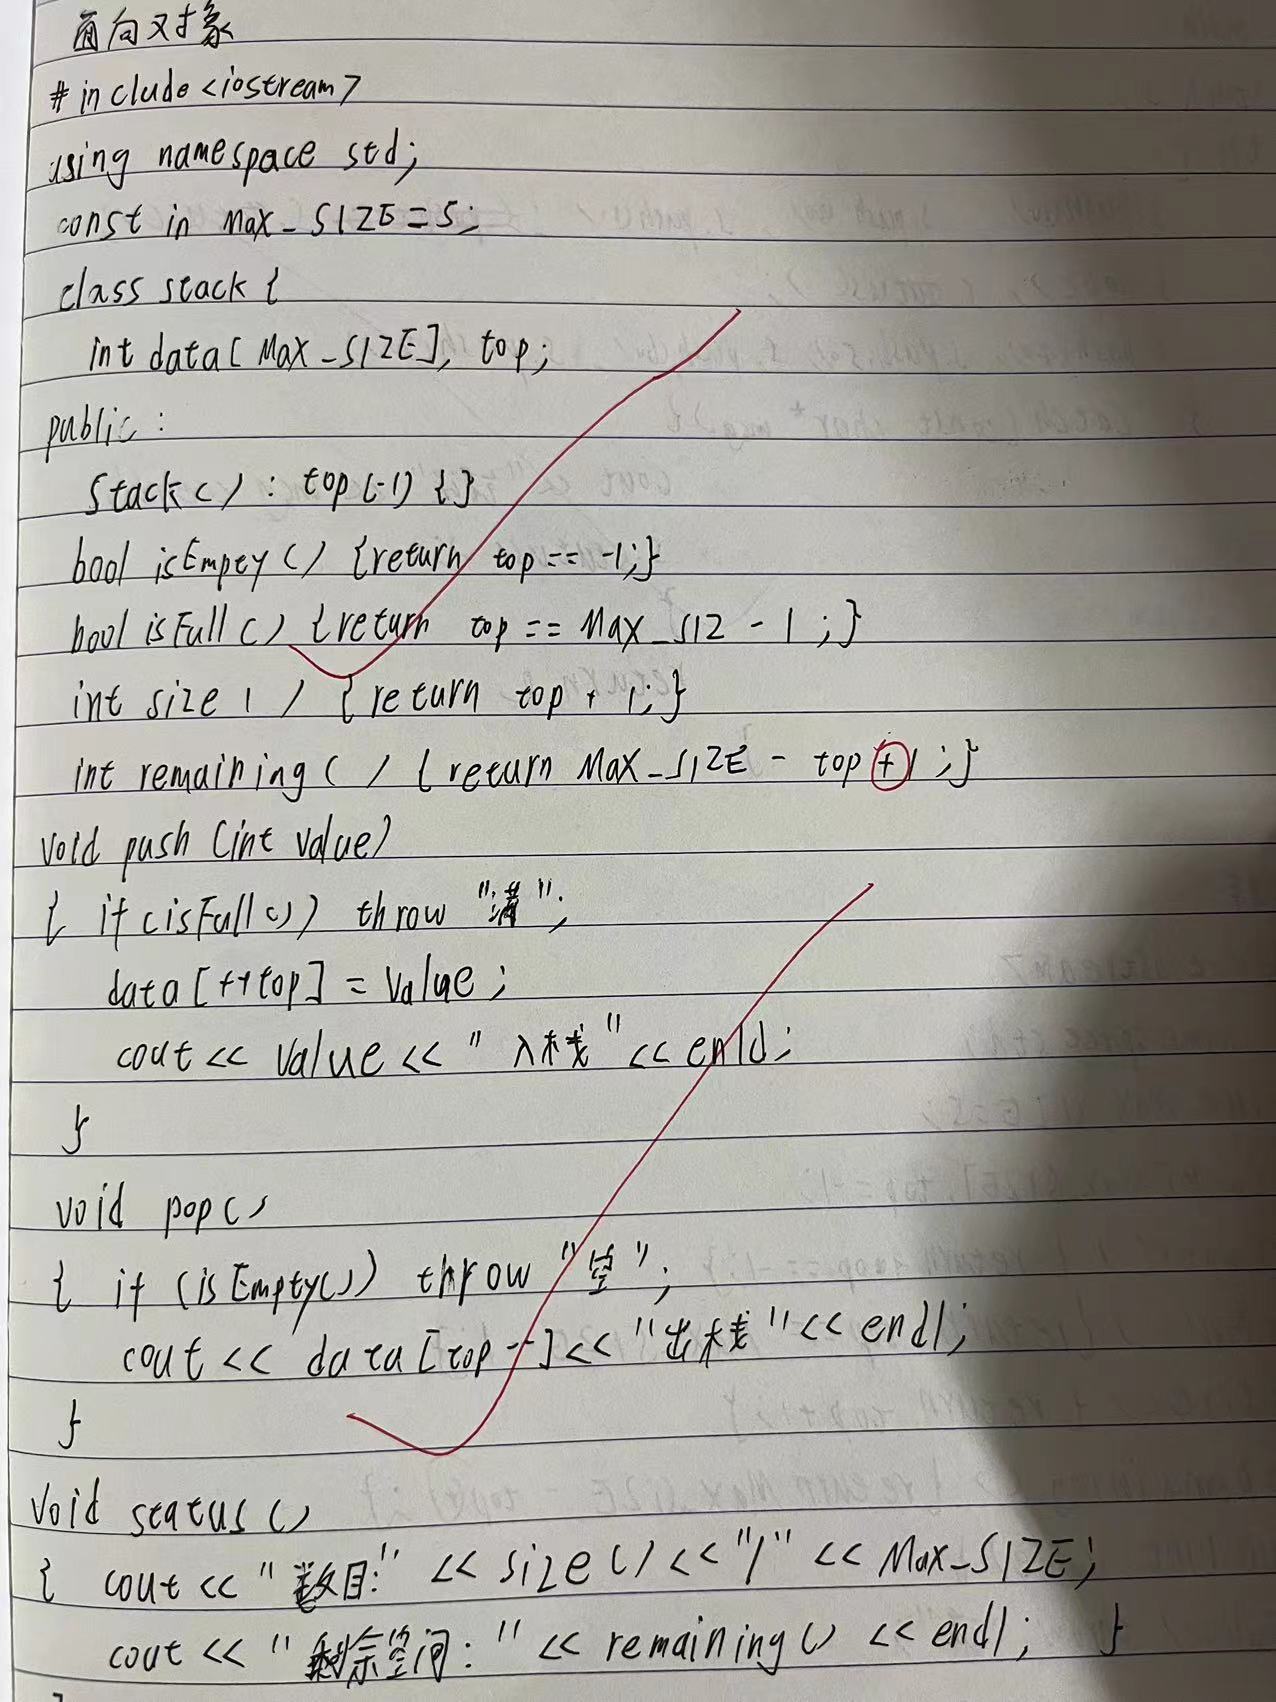 面向对象
#include<iostream>
using namespace std;
const in Max_SIZE=5;
class stack {
int data[Max_SIZE], top;
public:
Stack() : top(-1) {}
bool isEmpty() {return top == -1;}
bool isFull() {return top == Max_SIZ - 1;}
int size() {return top + 1;}
int remaining() {return Max_SIZE - top + 1;}
void push (int value)
{ if(isFull()) throw "满";
data[++top] = value;
cout << value << "入栈" << enld;
}
void pop()
{ if (isEmpty()) throw "空";
cout << data[top--] << "出栈" << endl;
}
void status()
{ cout << "数目:" << size() << "/" << Max_SIZE;
cout << "剩余空间:" << remaining() << endl; }